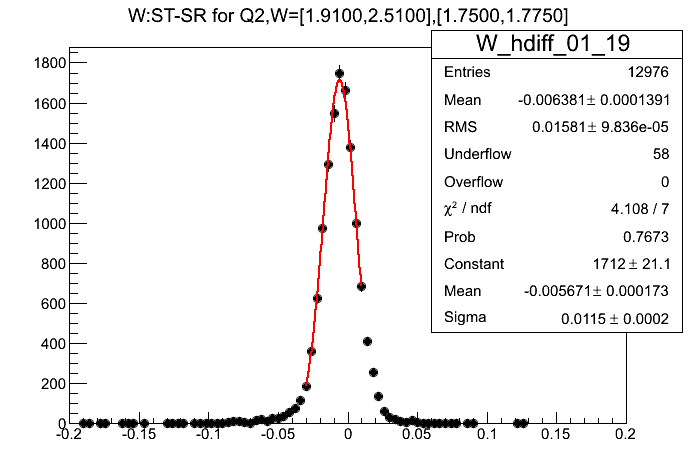 W:ST-SR for Q2,W=[1.9100,2.5100],[1.7500,1.7750]
W_hdiff_01_19
Entries 12976
Mean -0.006381± 0.0001391
RMS 0.01581± 9.836e-05
Underflow 58
Overflow 0
χ² / ndf 4.108 / 7
Prob 0.7673
Constant 1712 ± 21.1
Mean -0.005671± 0.000173
Sigma 0.0115 ± 0.0002
1800
1600
1400
1200
1000
800
600
400
200
0
-0.2 -0.15 -0.1 -0.05 0 0.05 0.1 0.15 0.2